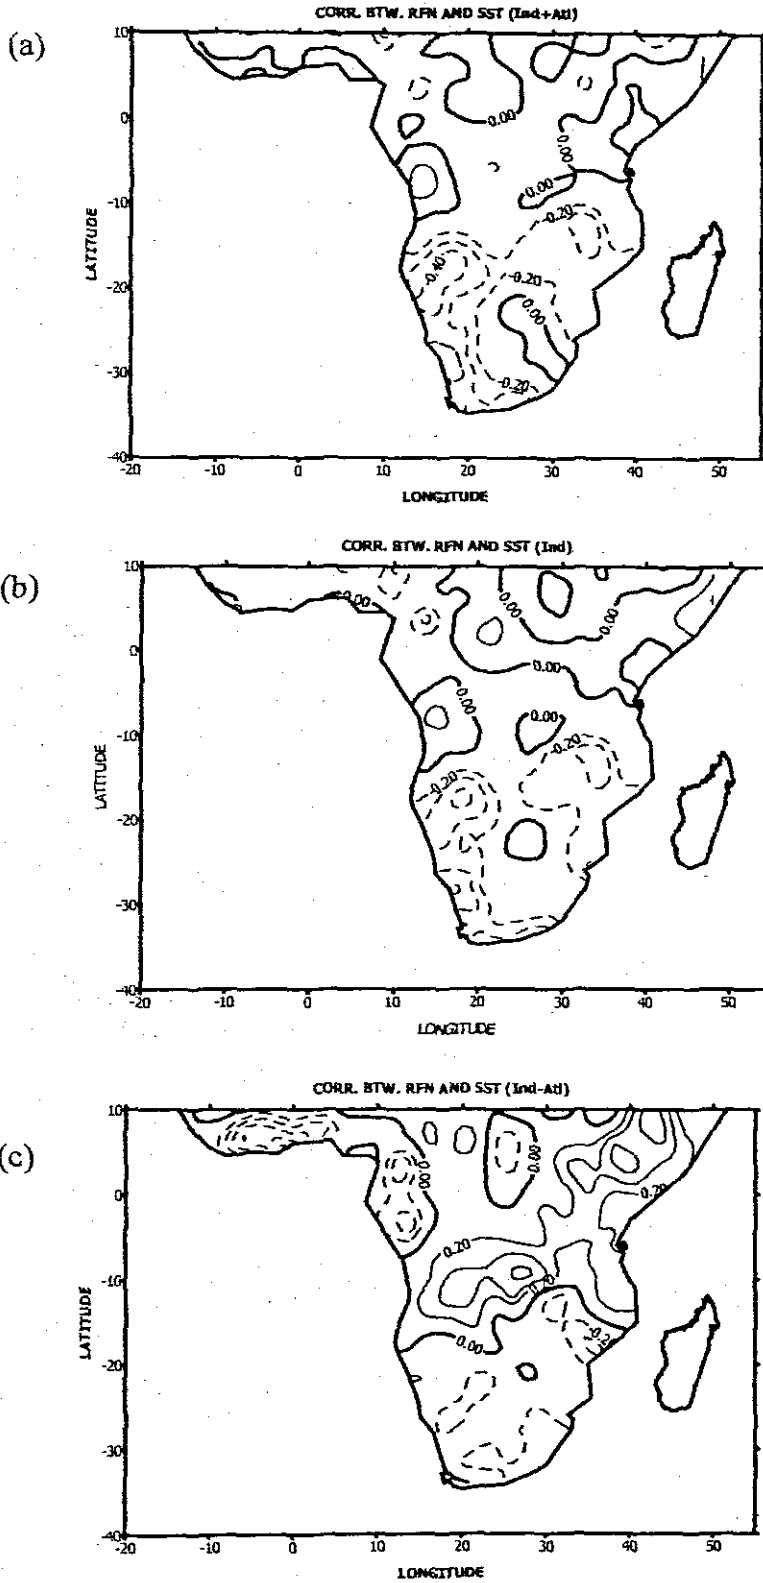 (a)
CORR. BTW. RFN AND SST (Ind+Atl)
10
0
-10
-20
-30
-40
LATITUDE
0.00
0.00
0.00
-0.20
-0.40
-0.20
0.00
-0.20
-20 -10 0 10 20 30 40 50
LONGITUDE
(b)
CORR. BTW. RFN AND SST (Ind)
10
0
-10
-20
-30
-40
LATITUDE
0.00
0.00
0.00
0.00
0.00
0.00
-0.20
-0.20
-20 -10 0 10 20 30 40 50
LONGITUDE
(c)
CORR. BTW. RFN AND SST (Ind-Atl)
10
0
-10
-20
-30
-40
LATITUDE
0.00
0.00
0.20
0.20
0.00
-20 -10 0 10 20 30 40 50
LONGITUDE